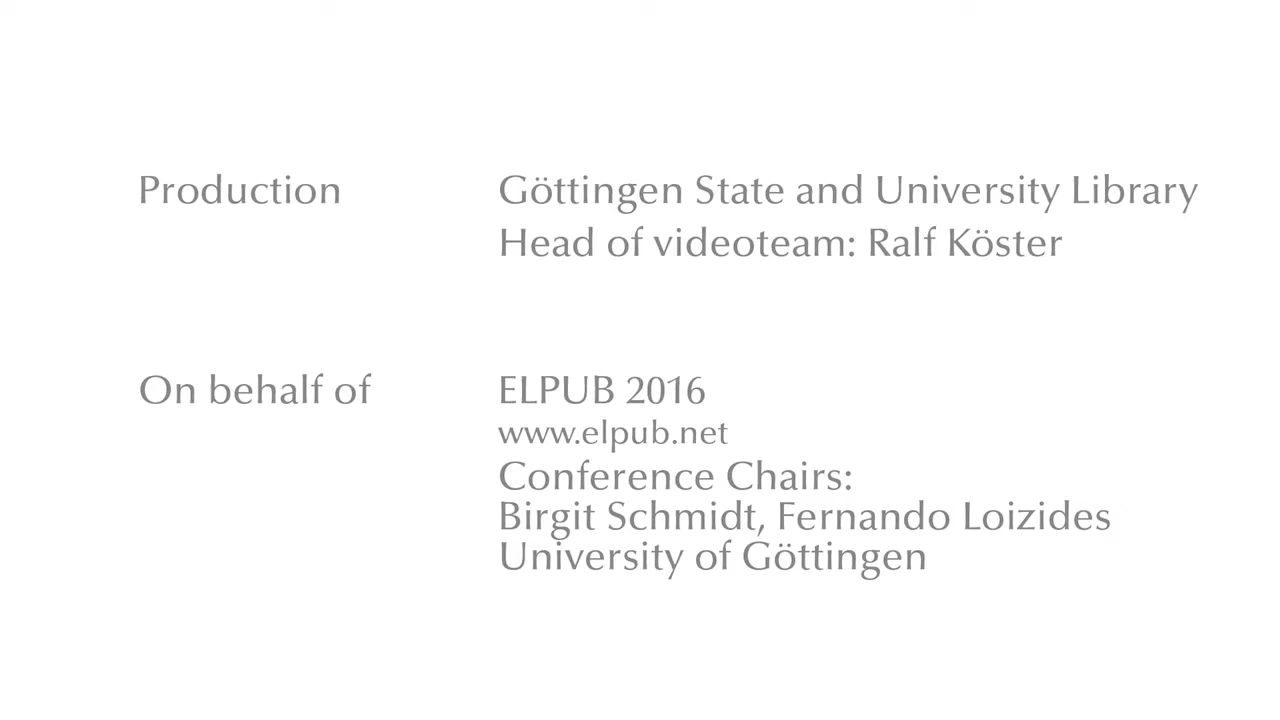 Production
Göttingen State and University Library
Head of videoteam: Ralf Köster
On behalf of
ELPUB 2016
www.elpub.net
Conference Chairs:
Birgit Schmidt, Fernando Loizides
University of Göttingen